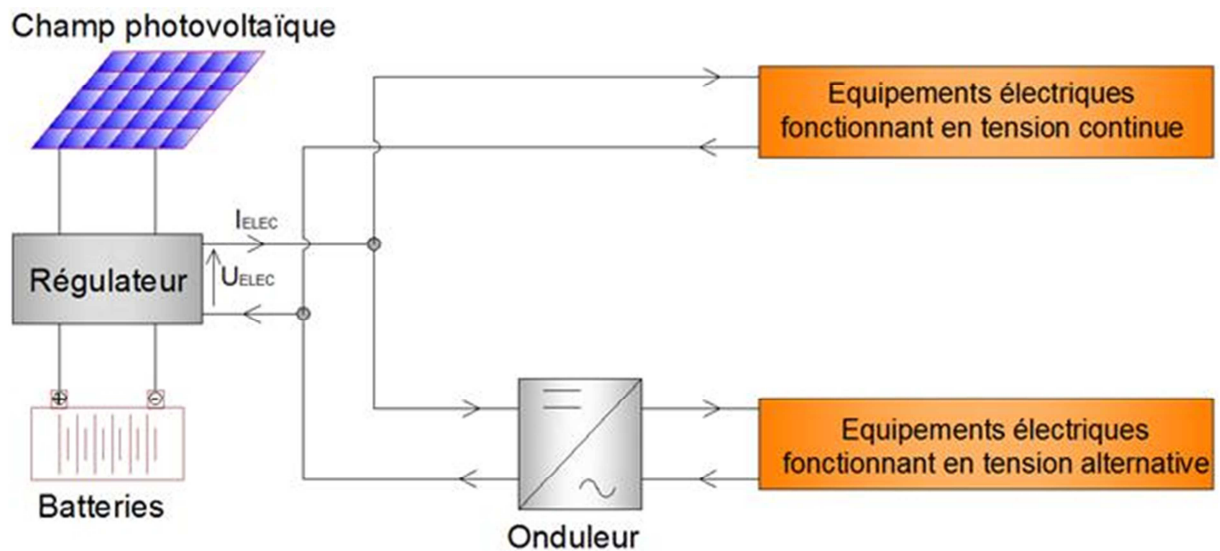 Champ photovoltaïque
Equipements électriques
fonctionnant en tension continue
IELEC
Régulateur
UELEC
Equipements électriques
fonctionnant en tension alternative
Batteries
Onduleur